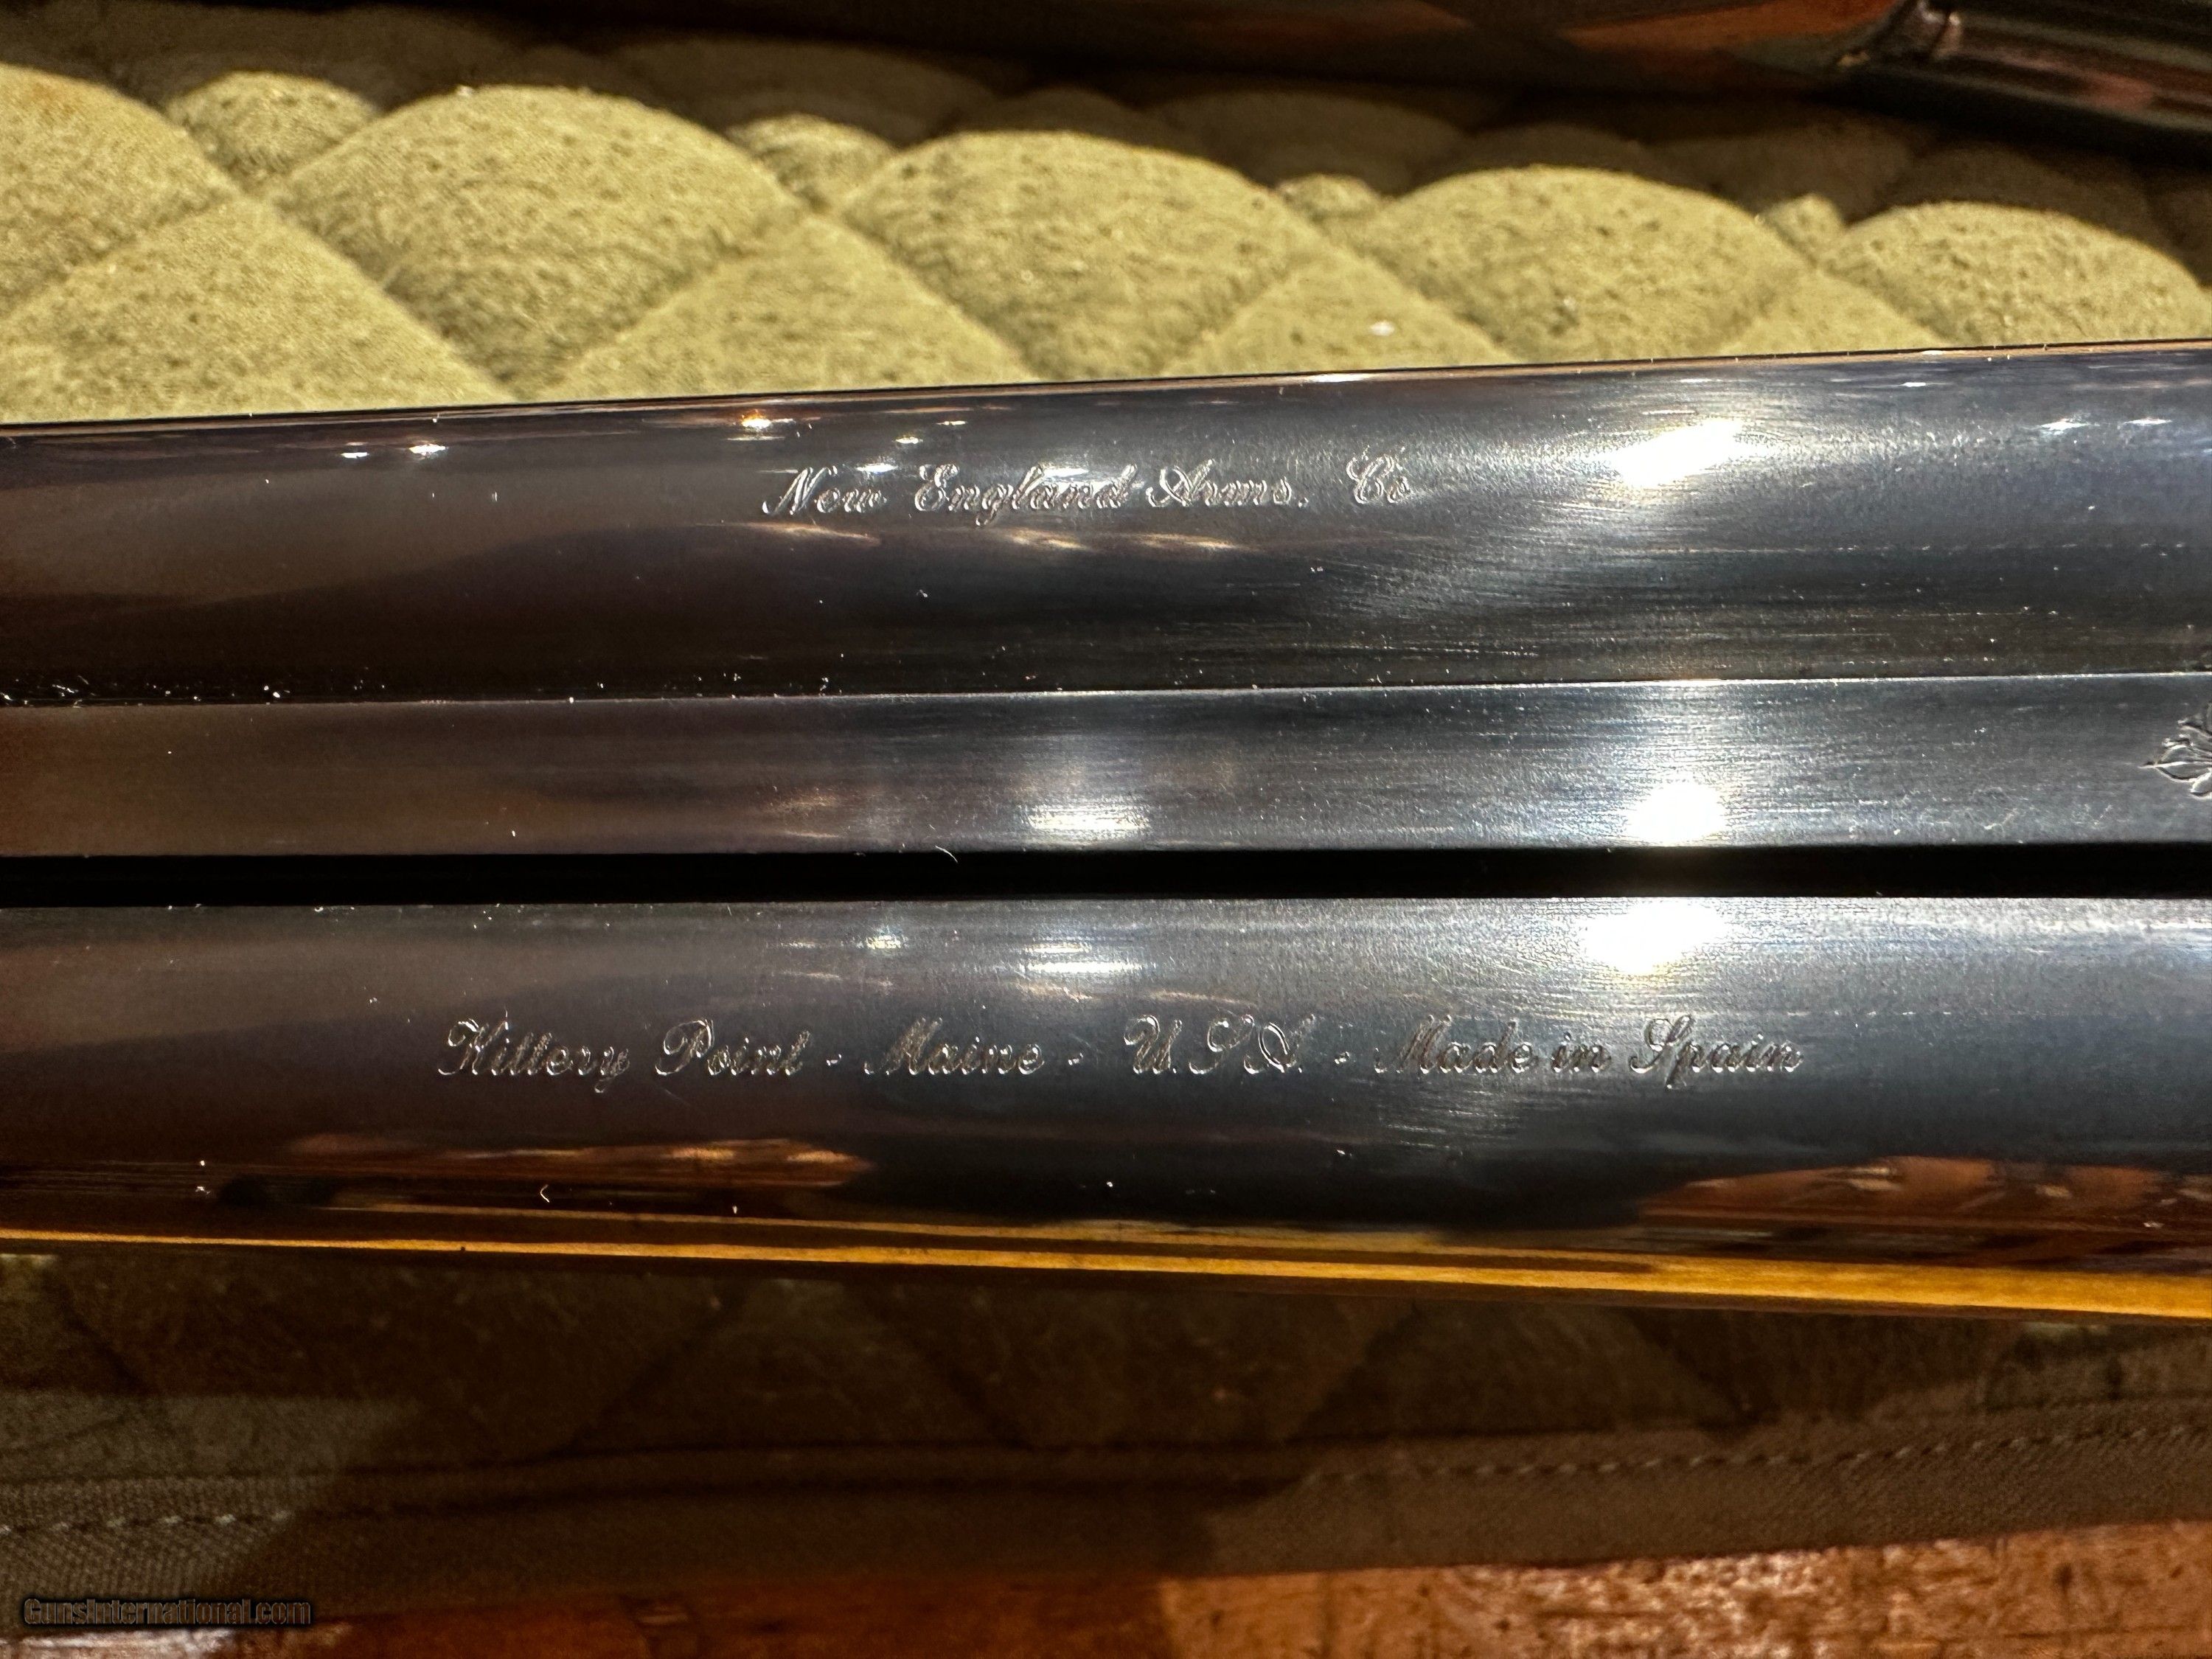 New England Arms. Co
Kittery Point - Maine - U.S.A. - Made in Spain
GunsInternational.com